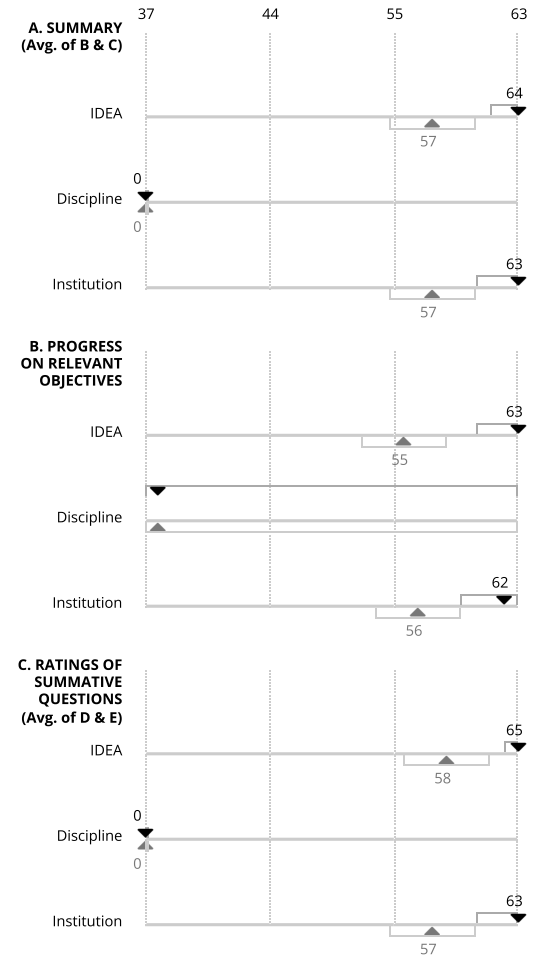 37 44 55 63
A. SUMMARY
(Avg. of B & C)
64
IDEA
57
0
Discipline
0
63
Institution
57
B. PROGRESS
ON RELEVANT
OBJECTIVES
63
IDEA
55
Discipline
62
Institution
56
C. RATINGS OF
SUMMATIVE
QUESTIONS
(Avg. of D & E)
65
IDEA
58
0
Discipline
0
63
Institution
57